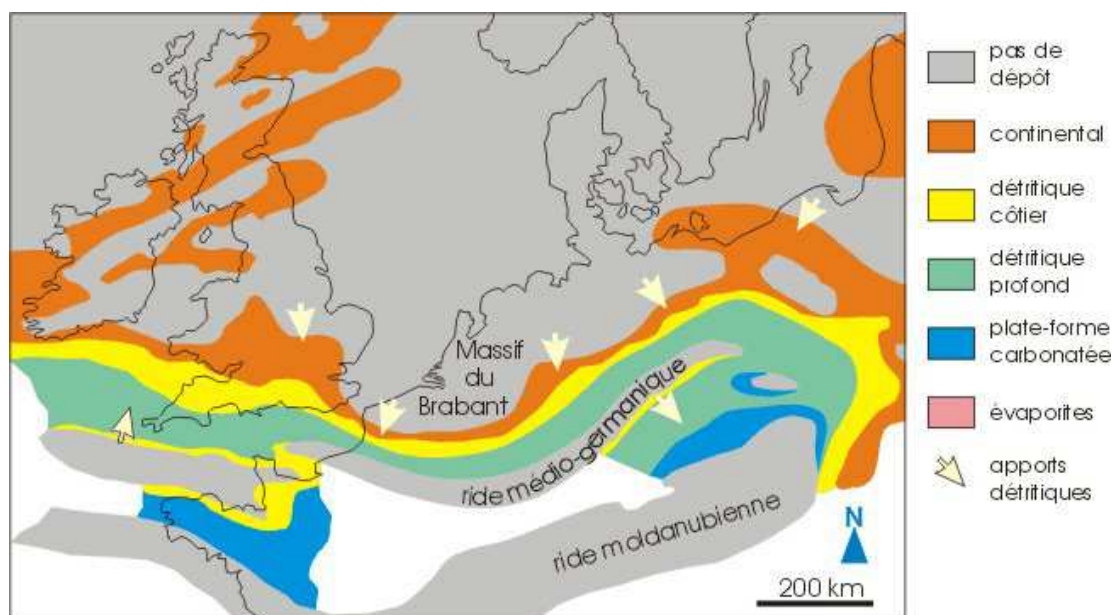 pas de
dépôt
continental
détritique
côtier
détritique
profond
plate-forme
carbonatée
évaporites
apports
détritiques
Massif
du
Brabant
ride médio-germanique
ride moldanubienne
N
200 km